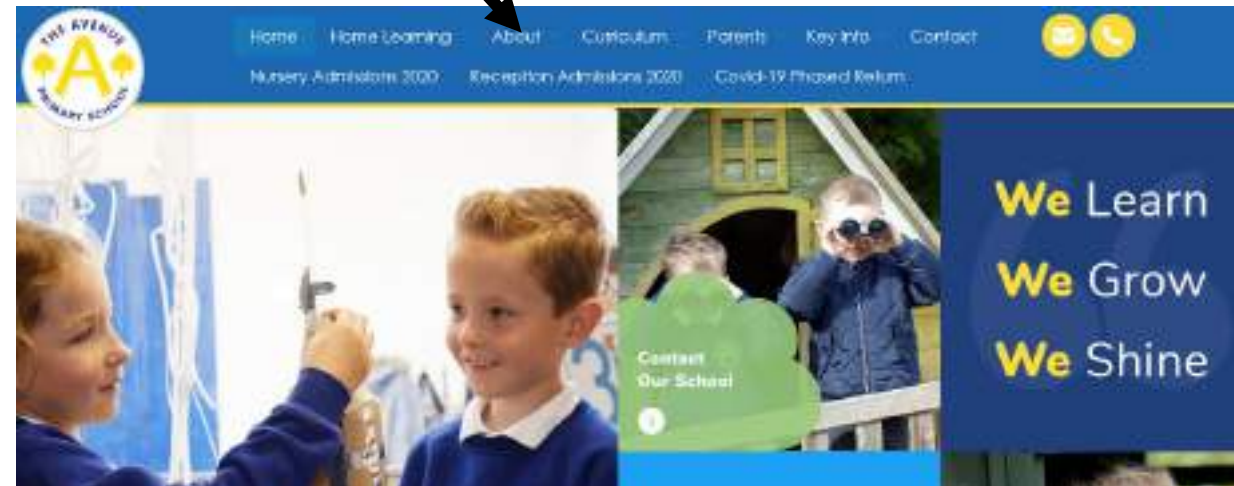 THE AVENUE
A
PRIMARY SCHOOL
Home Home Learning About Curriculum Parents Key Info Contact
Nursery Admissions 2020 Reception Admissions 2020 Covid-19 Phased Return
Contact
Our School
We Learn
We Grow
We Shine